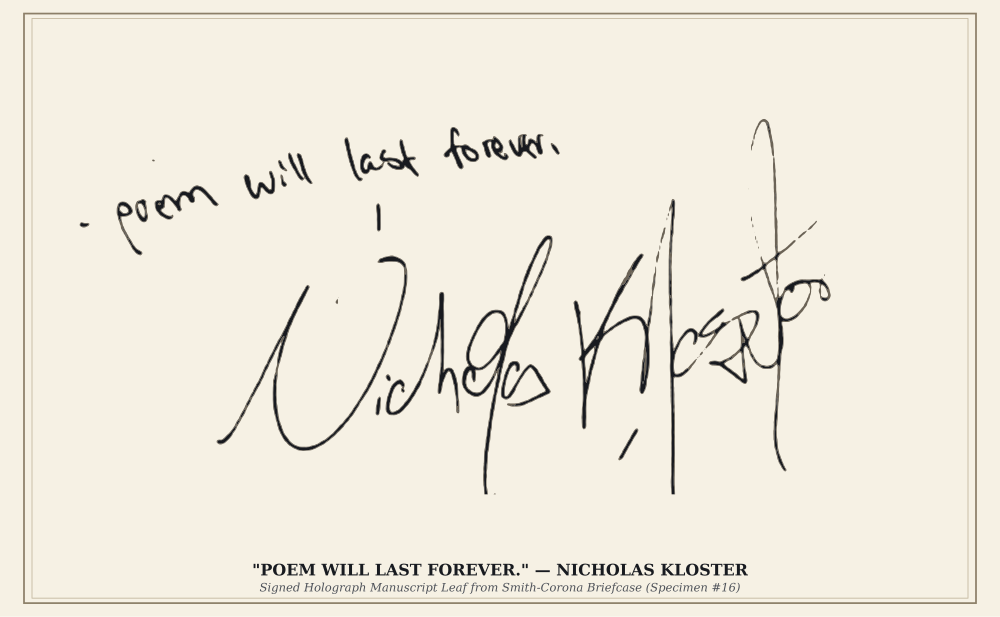 - poem will last forever.
Nicholas Kloster
"POEM WILL LAST FOREVER." — NICHOLAS KLOSTER
Signed Holograph Manuscript Leaf from Smith-Corona Briefcase (Specimen #16)